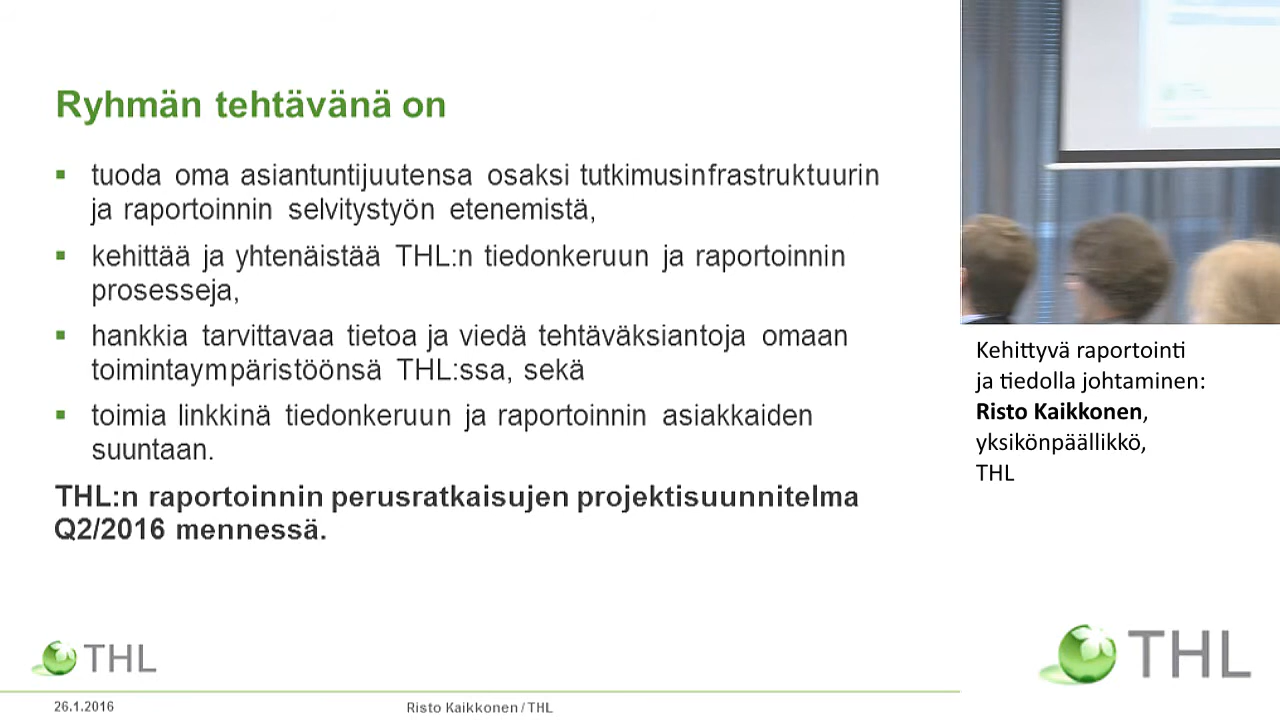 Ryhmän tehtävänä on
▪ tuoda oma asiantuntijuutensa osaksi tutkimusinfrastruktuurin
ja raportoinnin selvitystyön etenemistä,
▪ kehittää ja yhtenäistää THL:n tiedonkeruun ja raportoinnin
prosesseja,
▪ hankkia tarvittavaa tietoa ja viedä tehtäväksiantoja omaan
toimintaympäristöönsä THL:ssa, sekä
▪ toimia linkkinä tiedonkeruun ja raportoinnin asiakkaiden
suuntaan.
THL:n raportoinnin perusratkaisujen projektisuunnitelma
Q2/2016 mennessä.
THL
26.1.2016
Risto Kaikkonen / THL
Kehittyvä raportointi
ja tiedolla johtaminen:
Risto Kaikkonen,
yksikönpäällikkö,
THL
THL